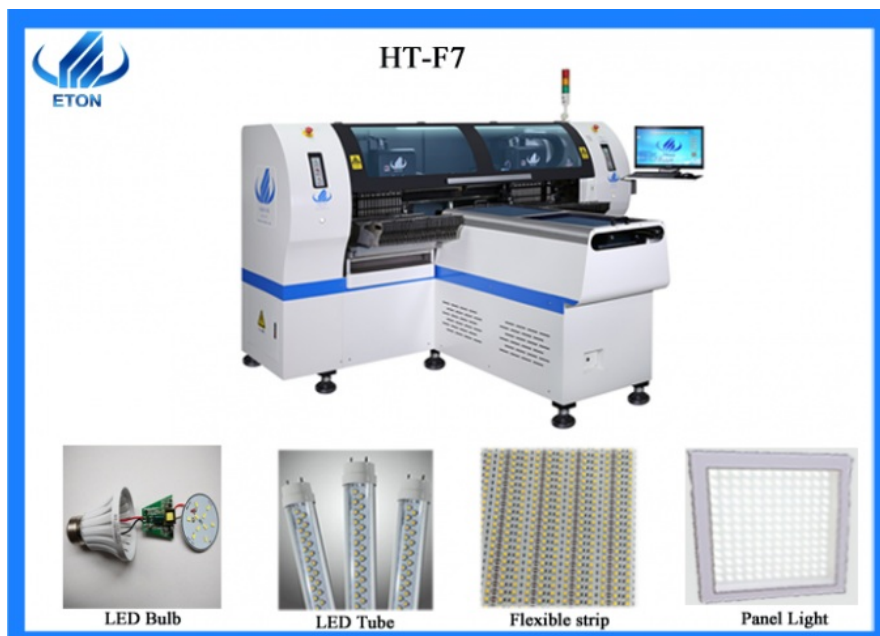 HT-F7
ETON
LED Bulb
LED Tube
Flexible strip
Panel Light